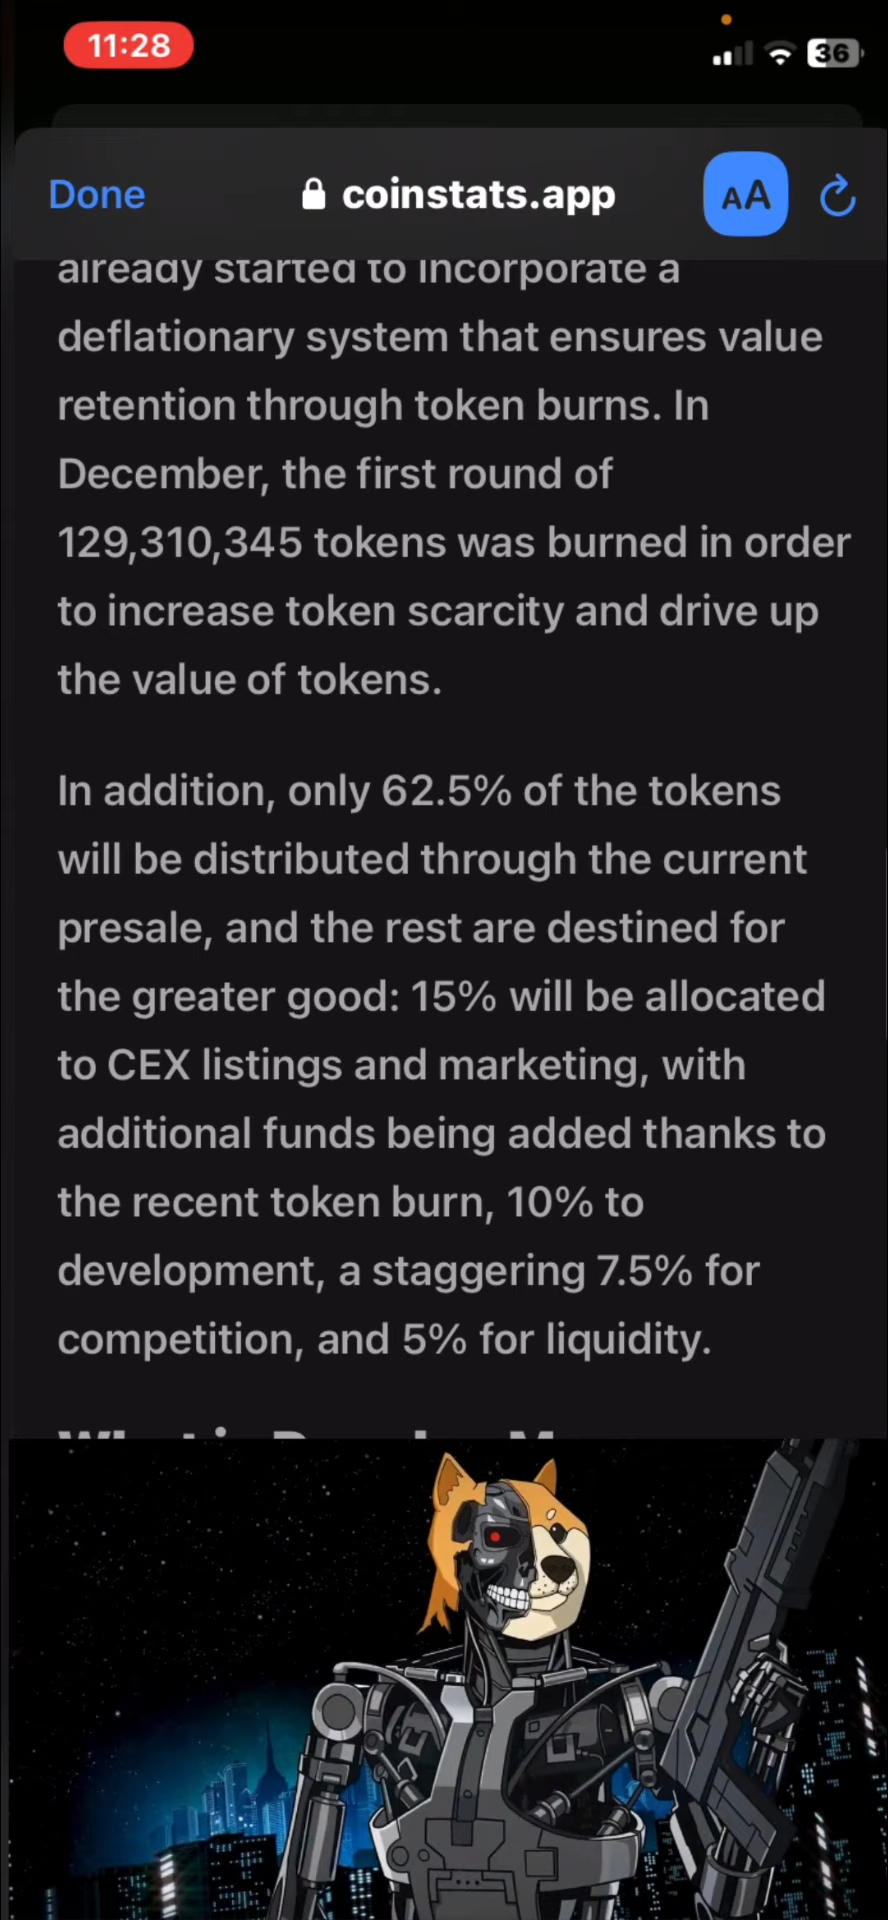 11:28
36
Done
coinstats.app
AA
already started to incorporate a
deflationary system that ensures value
retention through token burns. In
December, the first round of
129,310,345 tokens was burned in order
to increase token scarcity and drive up
the value of tokens.
In addition, only 62.5% of the tokens
will be distributed through the current
presale, and the rest are destined for
the greater good: 15% will be allocated
to CEX listings and marketing, with
additional funds being added thanks to
the recent token burn, 10% to
development, a staggering 7.5% for
competition, and 5% for liquidity.